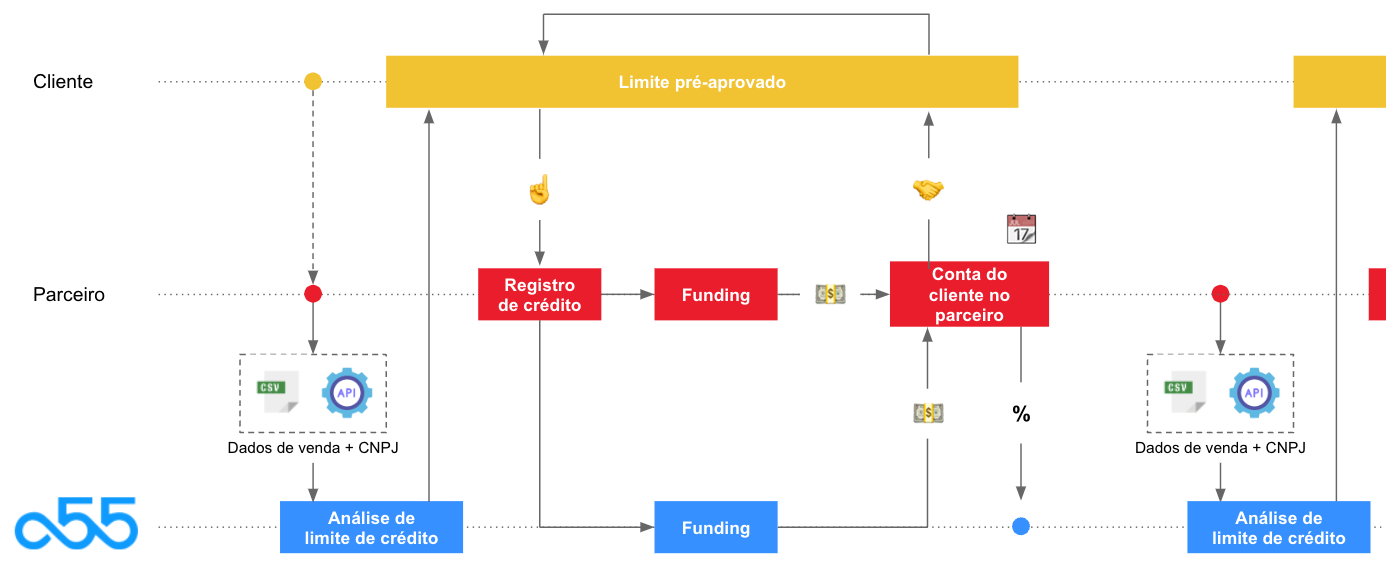 Cliente
Limite pré-aprovado
17
Parceiro
Registro
de crédito
Funding
Conta do
cliente no
parceiro
CSV
API
Dados de venda + CNPJ
%
CSV
API
Dados de venda + CNPJ
a55
Análise de
limite de crédito
Funding
Análise de
limite de crédito